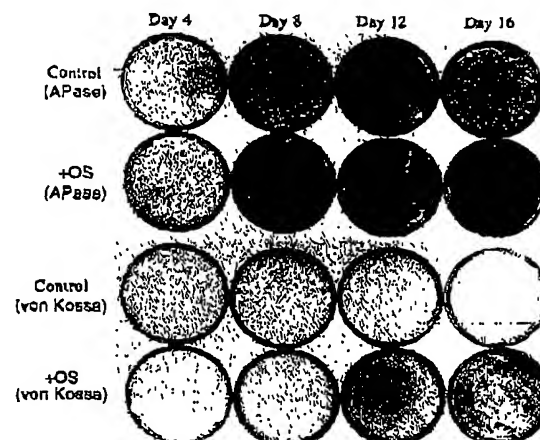 Day 4 Day 8 Day 12 Day 16
Control
(APase)
+OS
(APase)
Control
(von Kossa)
+OS
(von Kossa)